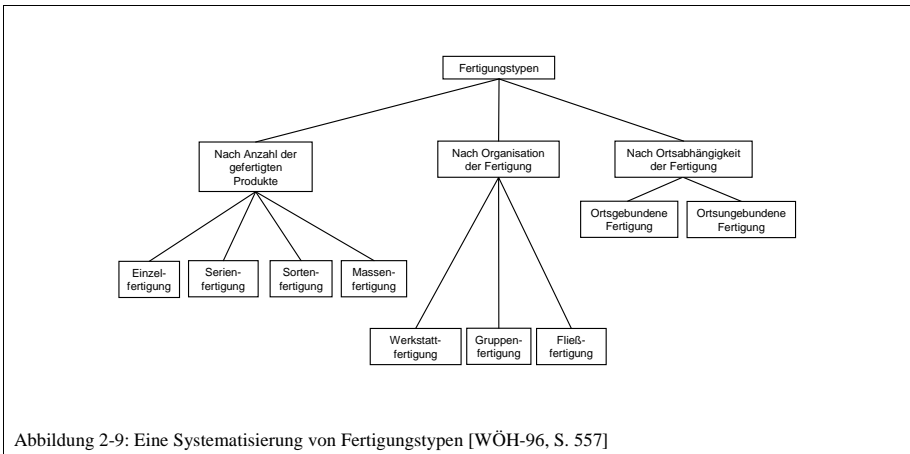 Fertigungstypen
Nach Anzahl der
gefertigten
Produkte
Nach Organisation
der Fertigung
Nach Ortsabhängigkeit
der Fertigung
Ortsgebundene
Fertigung
Ortsungebundene
Fertigung
Einzel-
fertigung
Serien-
fertigung
Sorten-
fertigung
Massen-
fertigung
Werkstatt-
fertigung
Gruppen-
fertigung
Fließ-
fertigung
Abbildung 2-9: Eine Systematisierung von Fertigungstypen [WÖH-96, S. 557]